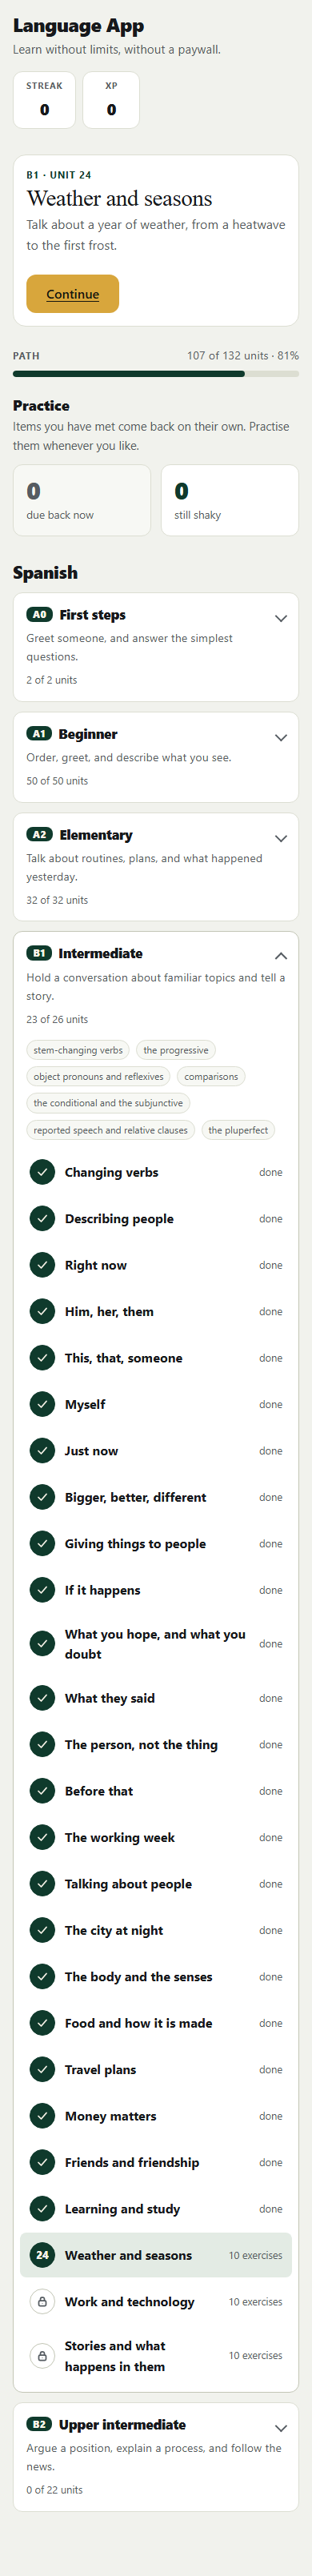 Language App
Learn without limits, without a paywall.
STREAK
0
XP
0
B1 · UNIT 24
Weather and seasons
Talk about a year of weather, from a heatwave
to the first frost.
Continue
PATH
107 of 132 units · 81%
Practice
Items you have met come back on their own. Practise
them whenever you like.
0
due back now
0
still shaky
Spanish
A0 First steps
Greet someone, and answer the simplest
questions.
2 of 2 units
A1 Beginner
Order, greet, and describe what you see.
50 of 50 units
A2 Elementary
Talk about routines, plans, and what happened
yesterday.
32 of 32 units
B1 Intermediate
Hold a conversation about familiar topics and tell a
story.
23 of 26 units
stem-changing verbs
the progressive
object pronouns and reflexives
comparisons
the conditional and the subjunctive
reported speech and relative clauses
the pluperfect
Changing verbs done
Describing people done
Right now done
Him, her, them done
This, that, someone done
Myself done
Just now done
Bigger, better, different done
Giving things to people done
If it happens done
What you hope, and what you
doubt
done
What they said done
The person, not the thing done
Before that done
The working week done
Talking about people done
The city at night done
The body and the senses done
Food and how it is made done
Travel plans done
Money matters done
Friends and friendship done
Learning and study done
24 Weather and seasons 10 exercises
Work and technology 10 exercises
Stories and what
happens in them
10 exercises
B2 Upper intermediate
Argue a position, explain a process, and follow the
news.
0 of 22 units